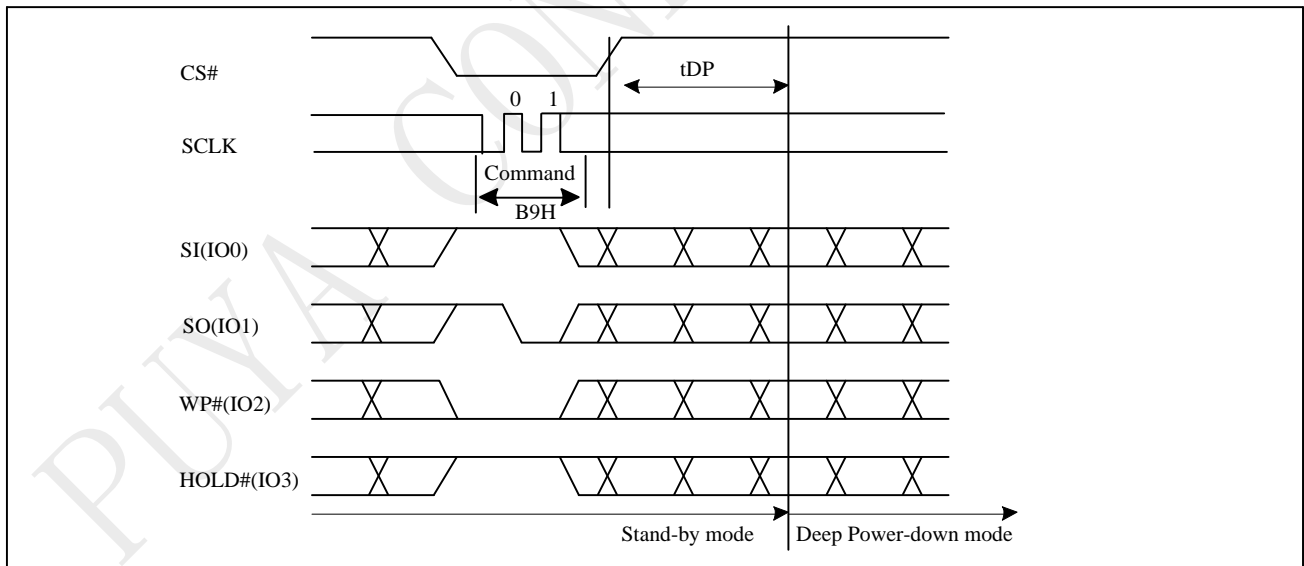 CS#
tDP
0 1
SCLK
Command
B9H
SI(IO0)
SO(IO1)
WP#(IO2)
HOLD#(IO3)
Stand-by mode Deep Power-down mode
PUYA